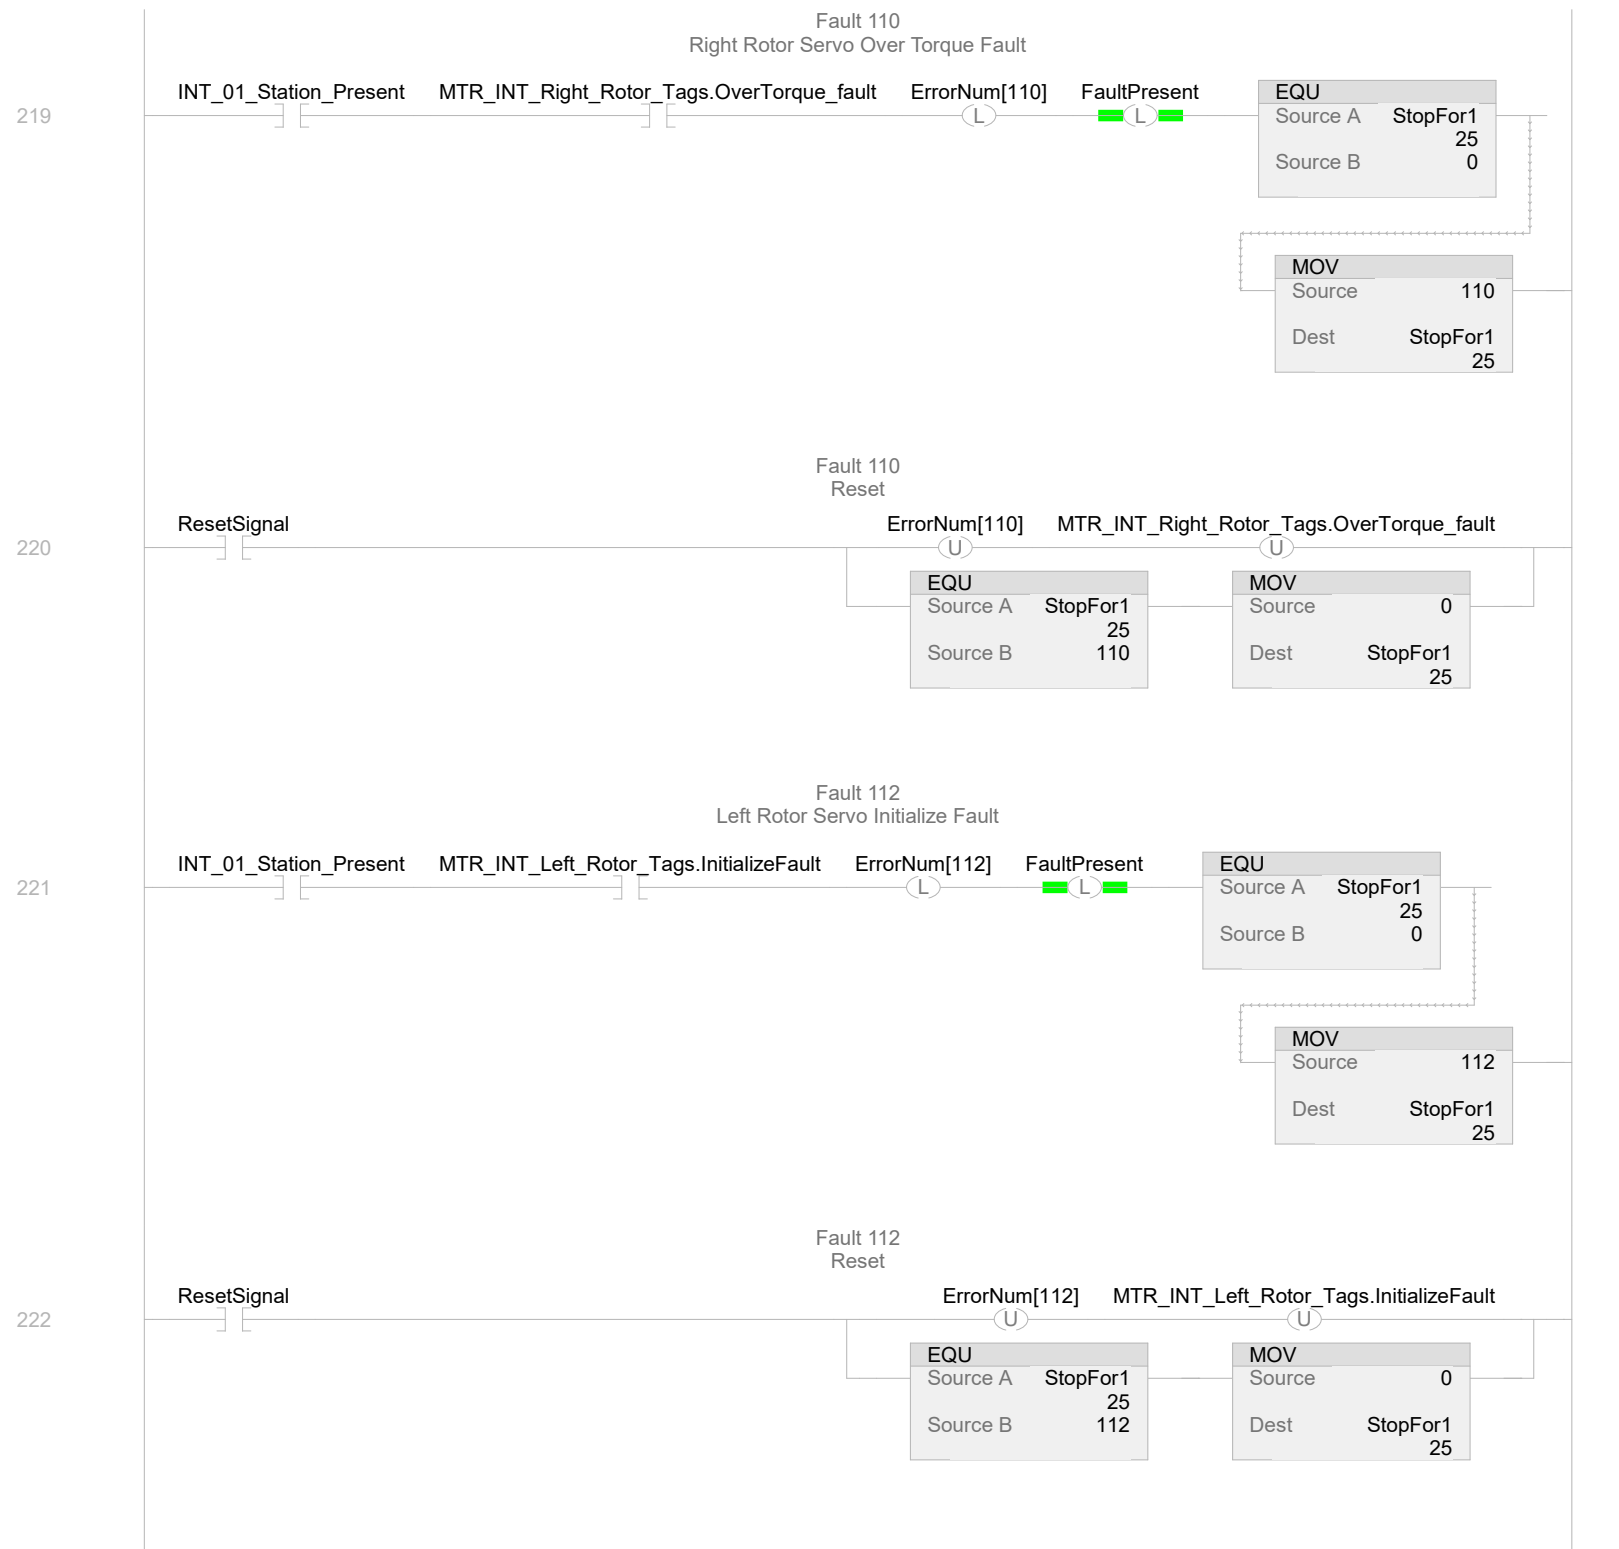 Fault 110
Right Rotor Servo Over Torque Fault
INT_01_Station_Present MTR_INT_Right_Rotor_Tags.OverTorque_fault ErrorNum[110] FaultPresent EQU
219 L L Source A StopFor1
25
Source B 0
MOV
Source 110
Dest StopFor1
25
Fault 110
Reset
ResetSignal ErrorNum[110] MTR_INT_Right_Rotor_Tags.OverTorque_fault
220 U U
EQU MOV
Source A StopFor1 Source 0
25
Source B 110 Dest StopFor1
25
Fault 112
Left Rotor Servo Initialize Fault
INT_01_Station_Present MTR_INT_Left_Rotor_Tags.InitializeFault ErrorNum[112] FaultPresent EQU
221 L L Source A StopFor1
25
Source B 0
MOV
Source 112
Dest StopFor1
25
Fault 112
Reset
ResetSignal ErrorNum[112] MTR_INT_Left_Rotor_Tags.InitializeFault
222 U U
EQU MOV
Source A StopFor1 Source 0
25
Source B 112 Dest StopFor1
25